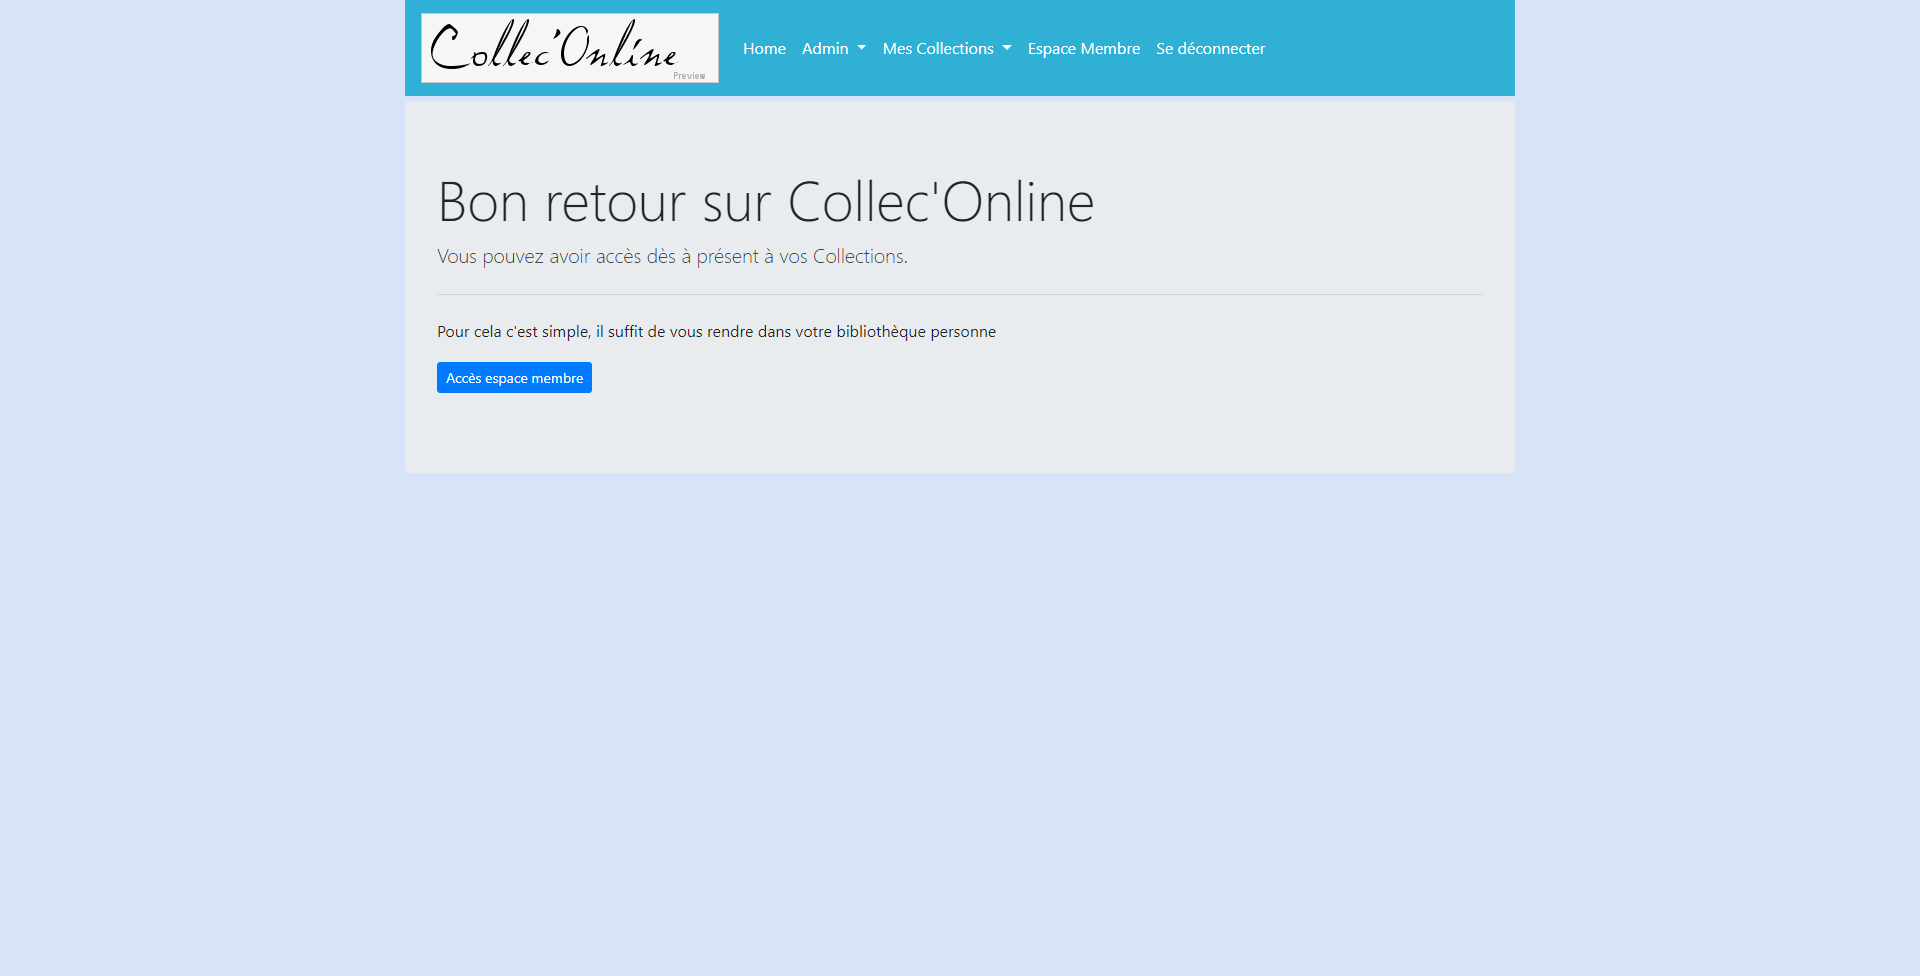 Collec'Online
Preview
Home Admin Mes Collections Espace Membre Se déconnecter
Bon retour sur Collec'Online
Vous pouvez avoir accès dès à présent à vos Collections.
Pour cela c'est simple, il suffit de vous rendre dans votre bibliothèque personne
Accès espace membre